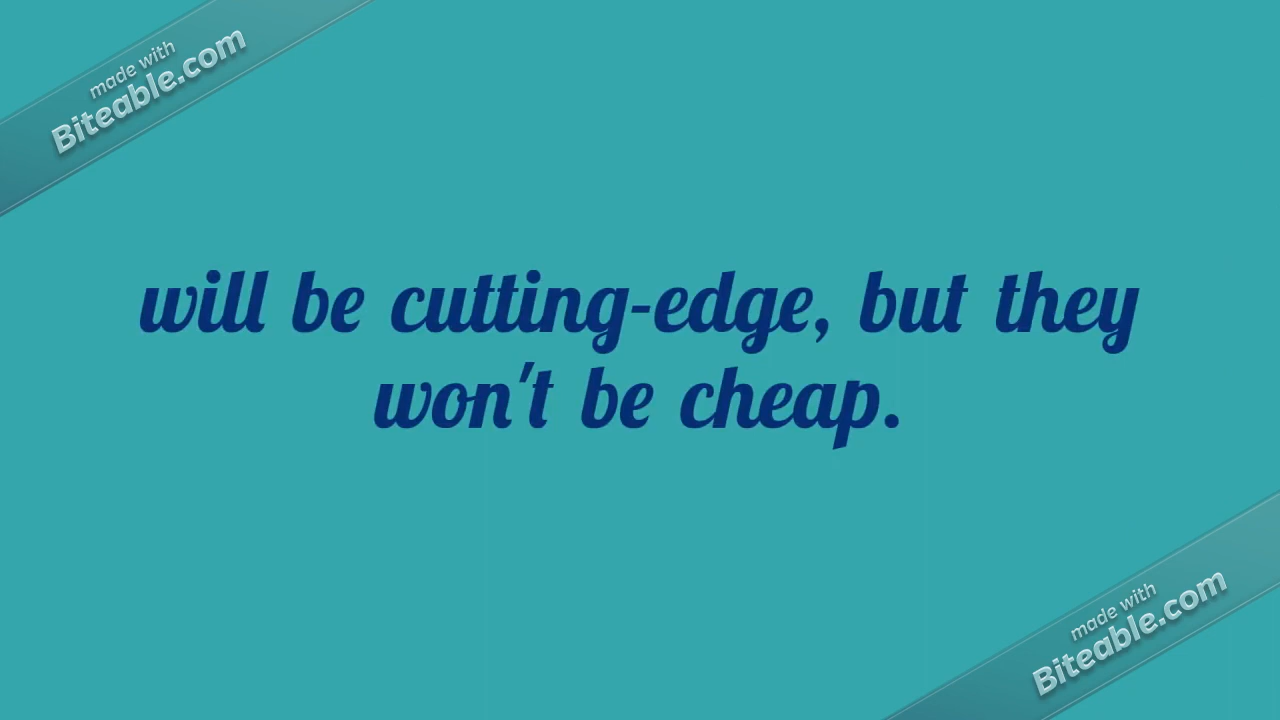 made with
Biteable.com
will be cutting-edge, but they
won't be cheap.
made with
Biteable.com